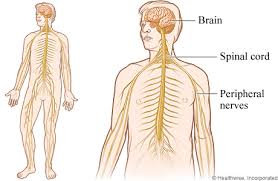 Brain
Spinal cord
Peripheral
nerves
© Healthwise, Incorporated